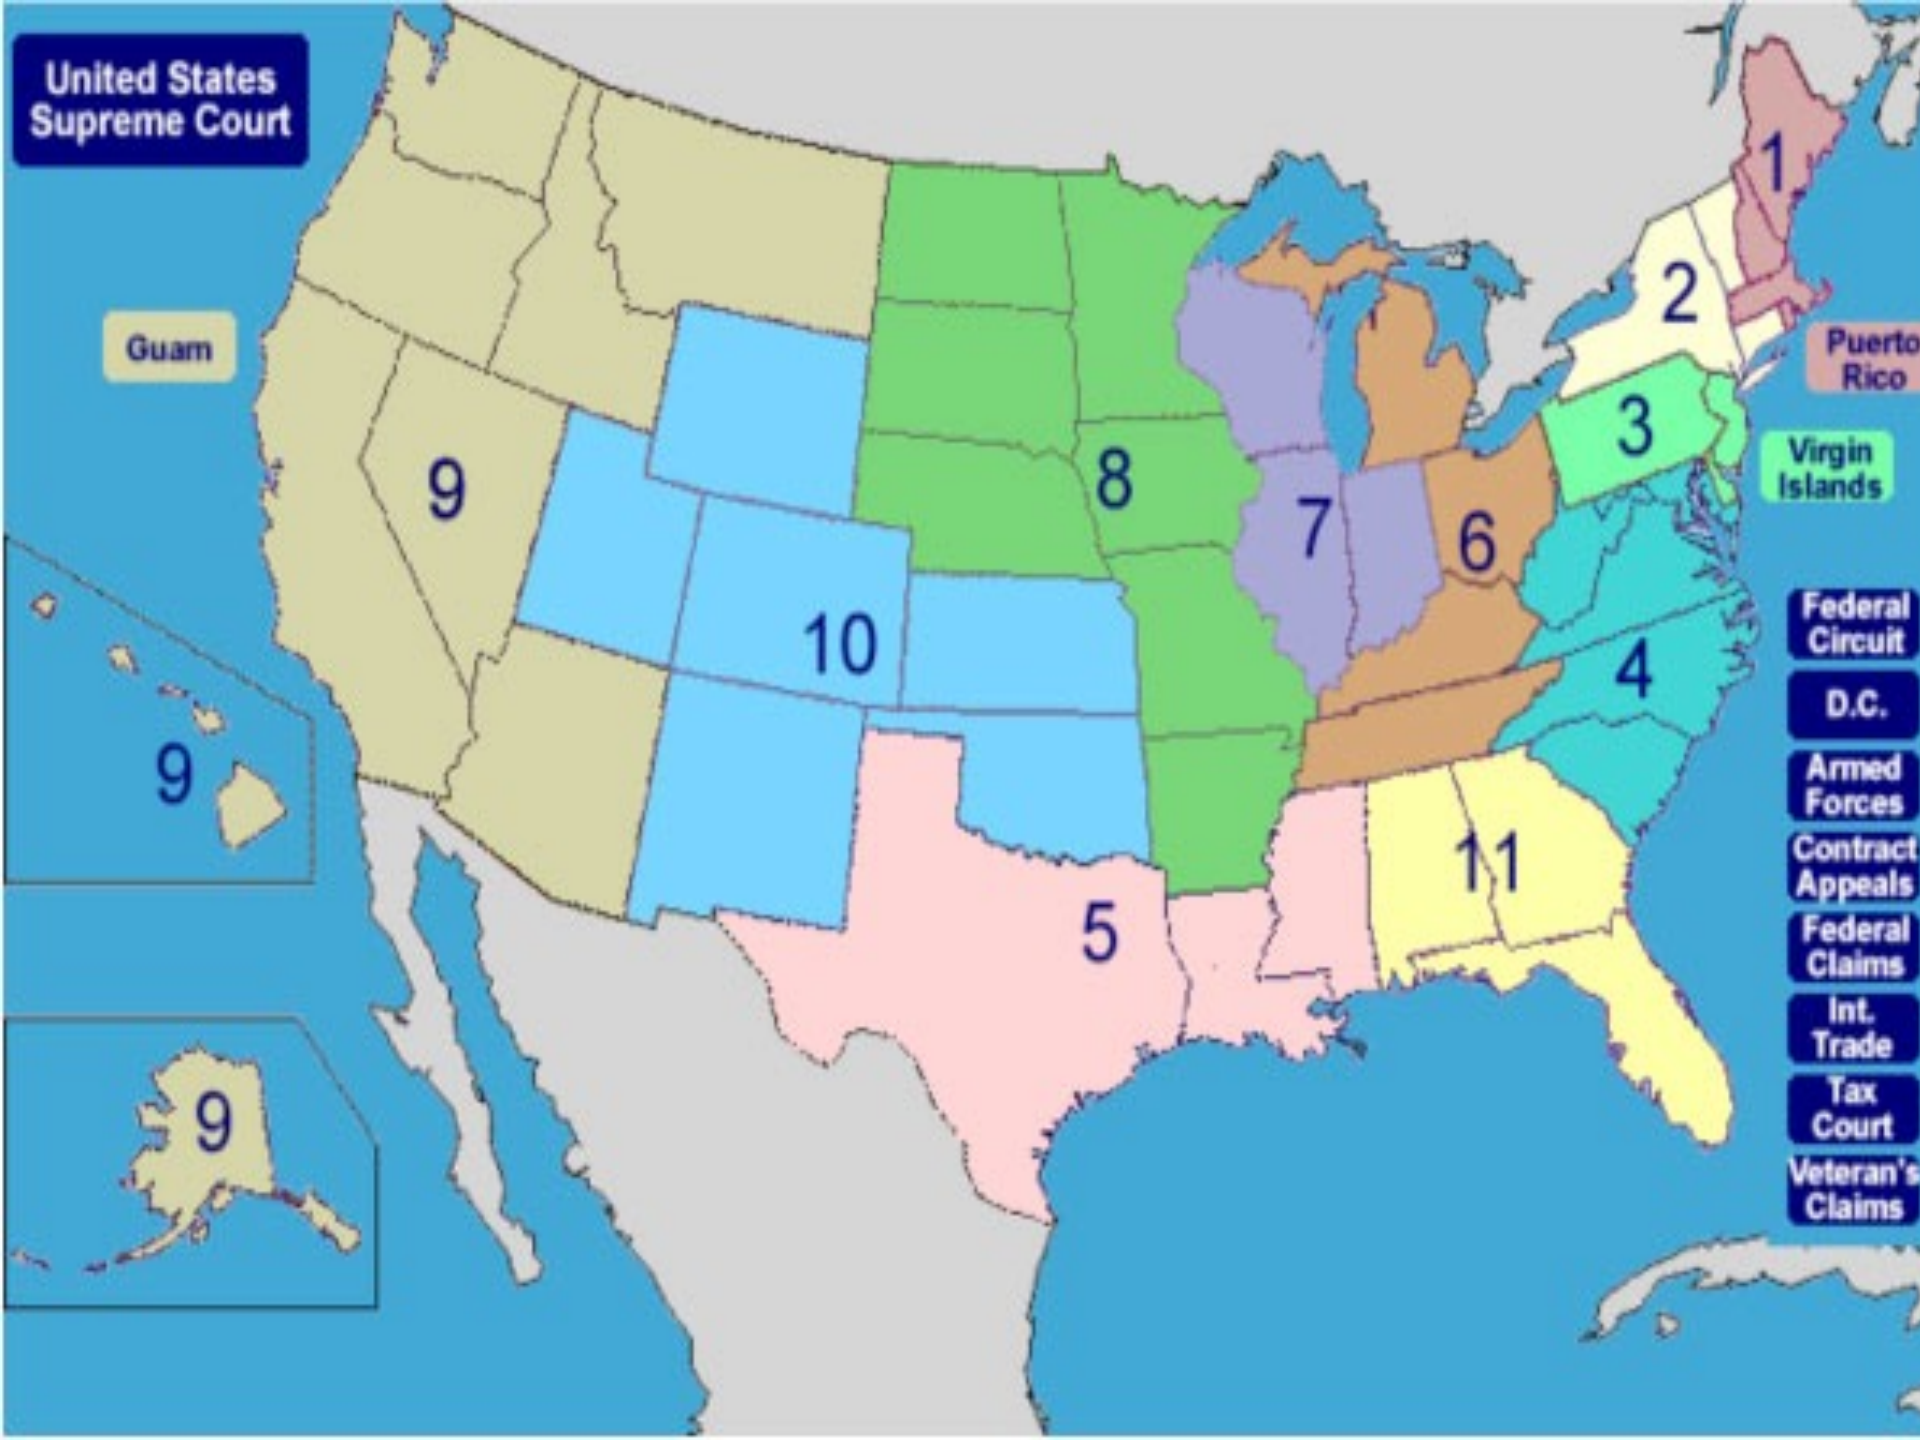 United States
Supreme Court
1
2
Guam
Puerto
Rico
3
Virgin
Islands
9
8
7
6
Federal
Circuit
10
4
D.C.
9
Armed
Forces
11
Contract
Appeals
5
Federal
Claims
Int.
Trade
9
Tax
Court
Veteran's
Claims